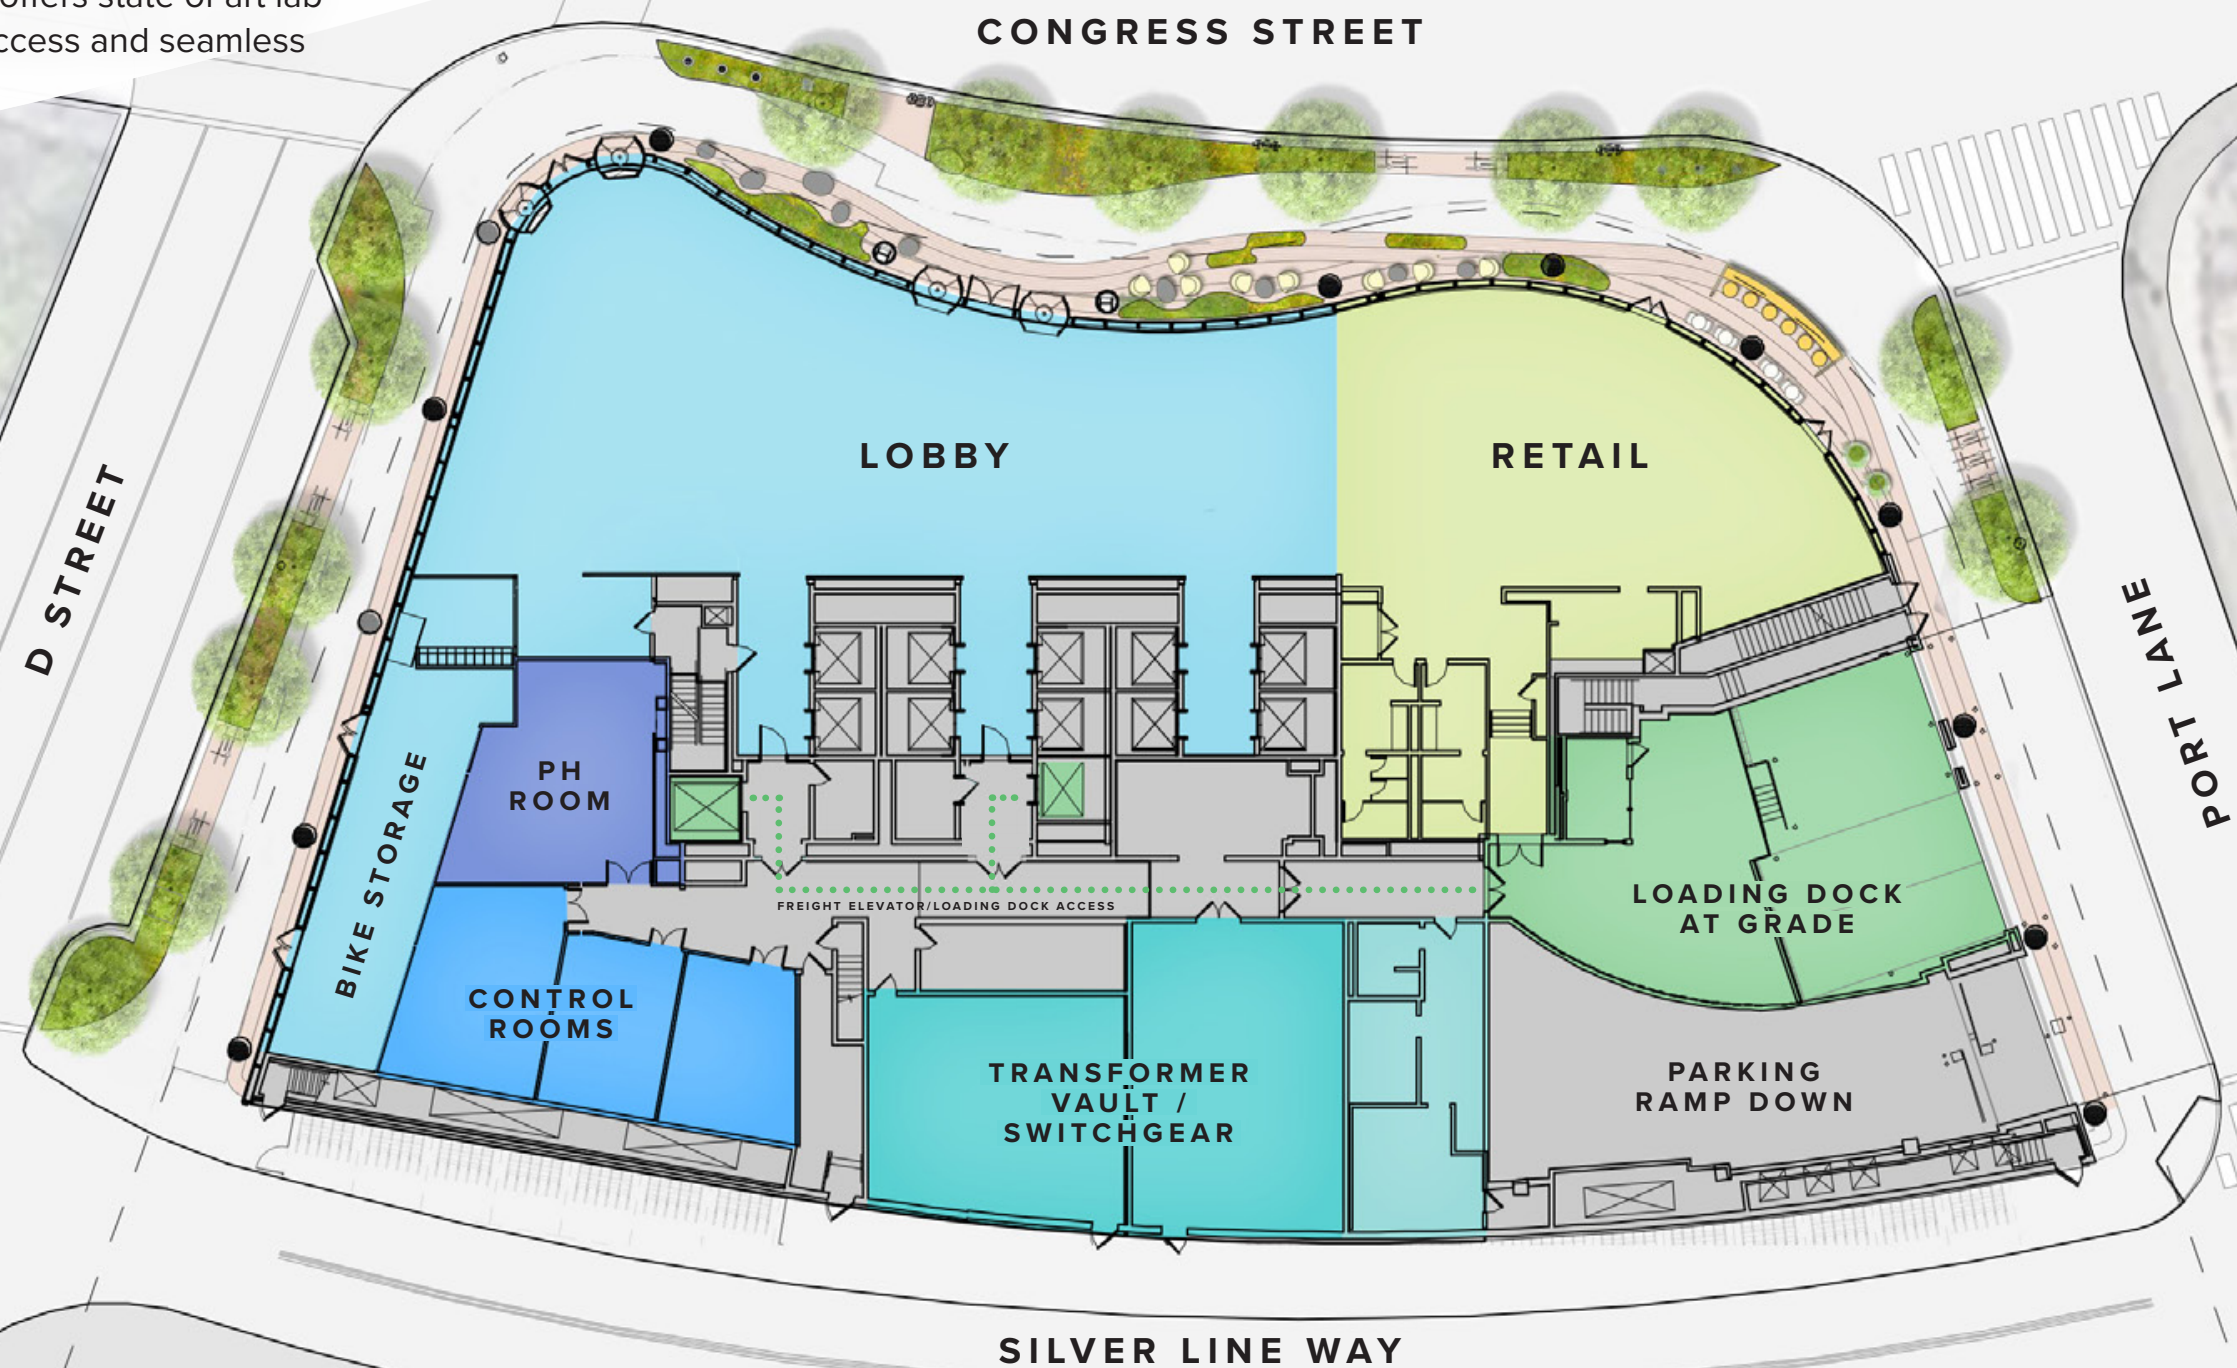 offers state of art lab
access and seamless
CONGRESS STREET
D STREET
LOBBY
RETAIL
PORT LANE
PH
ROOM
BIKE STORAGE
FREIGHT ELEVATOR/LOADING DOCK ACCESS
LOADING DOCK
AT GRADE
CONTROL
ROOMS
TRANSFORMER
VAULT /
SWITCHGEAR
PARKING
RAMP DOWN
SILVER LINE WAY